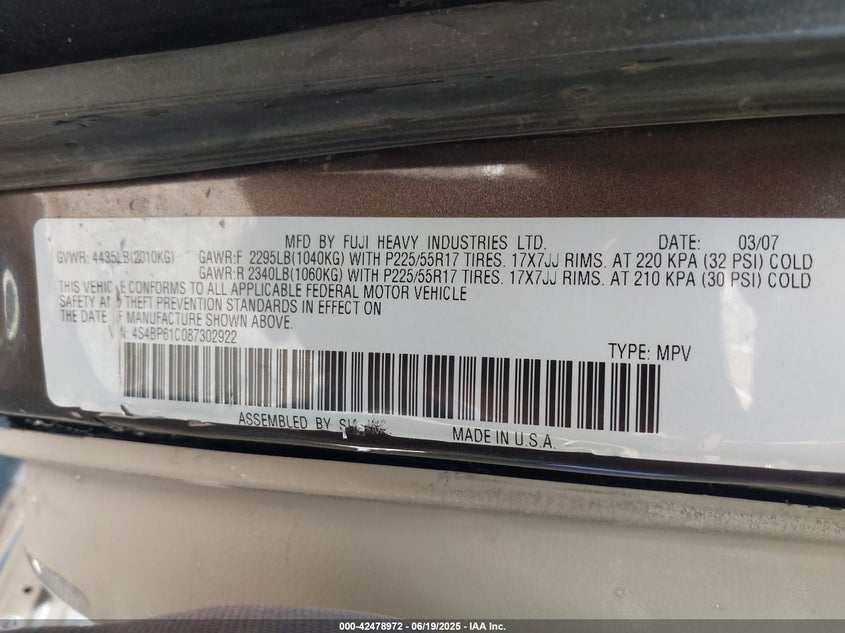 MFD BY FUJI HEAVY INDUSTRIES LTD. DATE: 03/07
GVWR: 4435LB(2010KG) GAWR:F 2295LB(1040KG) WITH P225/55R17 TIRES. 17X7JJ RIMS. AT 220 KPA (32 PSI) COLD
GAWR:R 2340LB(1060KG) WITH P225/55R17 TIRES. 17X7JJ RIMS. AT 210 KPA (30 PSI) COLD
THIS VEHICLE CONFORMS TO ALL APPLICABLE FEDERAL MOTOR VEHICLE
SAFETY THEFT PREVENTION STANDARDS IN EFFECT ON
THE DATE MANUFACTURE SHOWN ABOVE.
4S4BP61C087302922
TYPE: MPV
ASSEMBLED BY
MADE IN U.S.A.
000-42478972 - 06/19/2025 - IAA Inc.